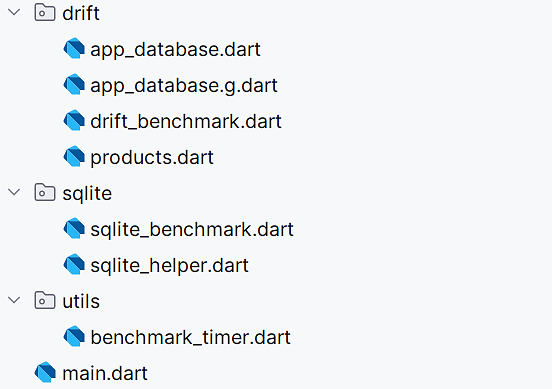 drift
app_database.dart
app_database.g.dart
drift_benchmark.dart
products.dart
sqlite
sqlite_benchmark.dart
sqlite_helper.dart
utils
benchmark_timer.dart
main.dart